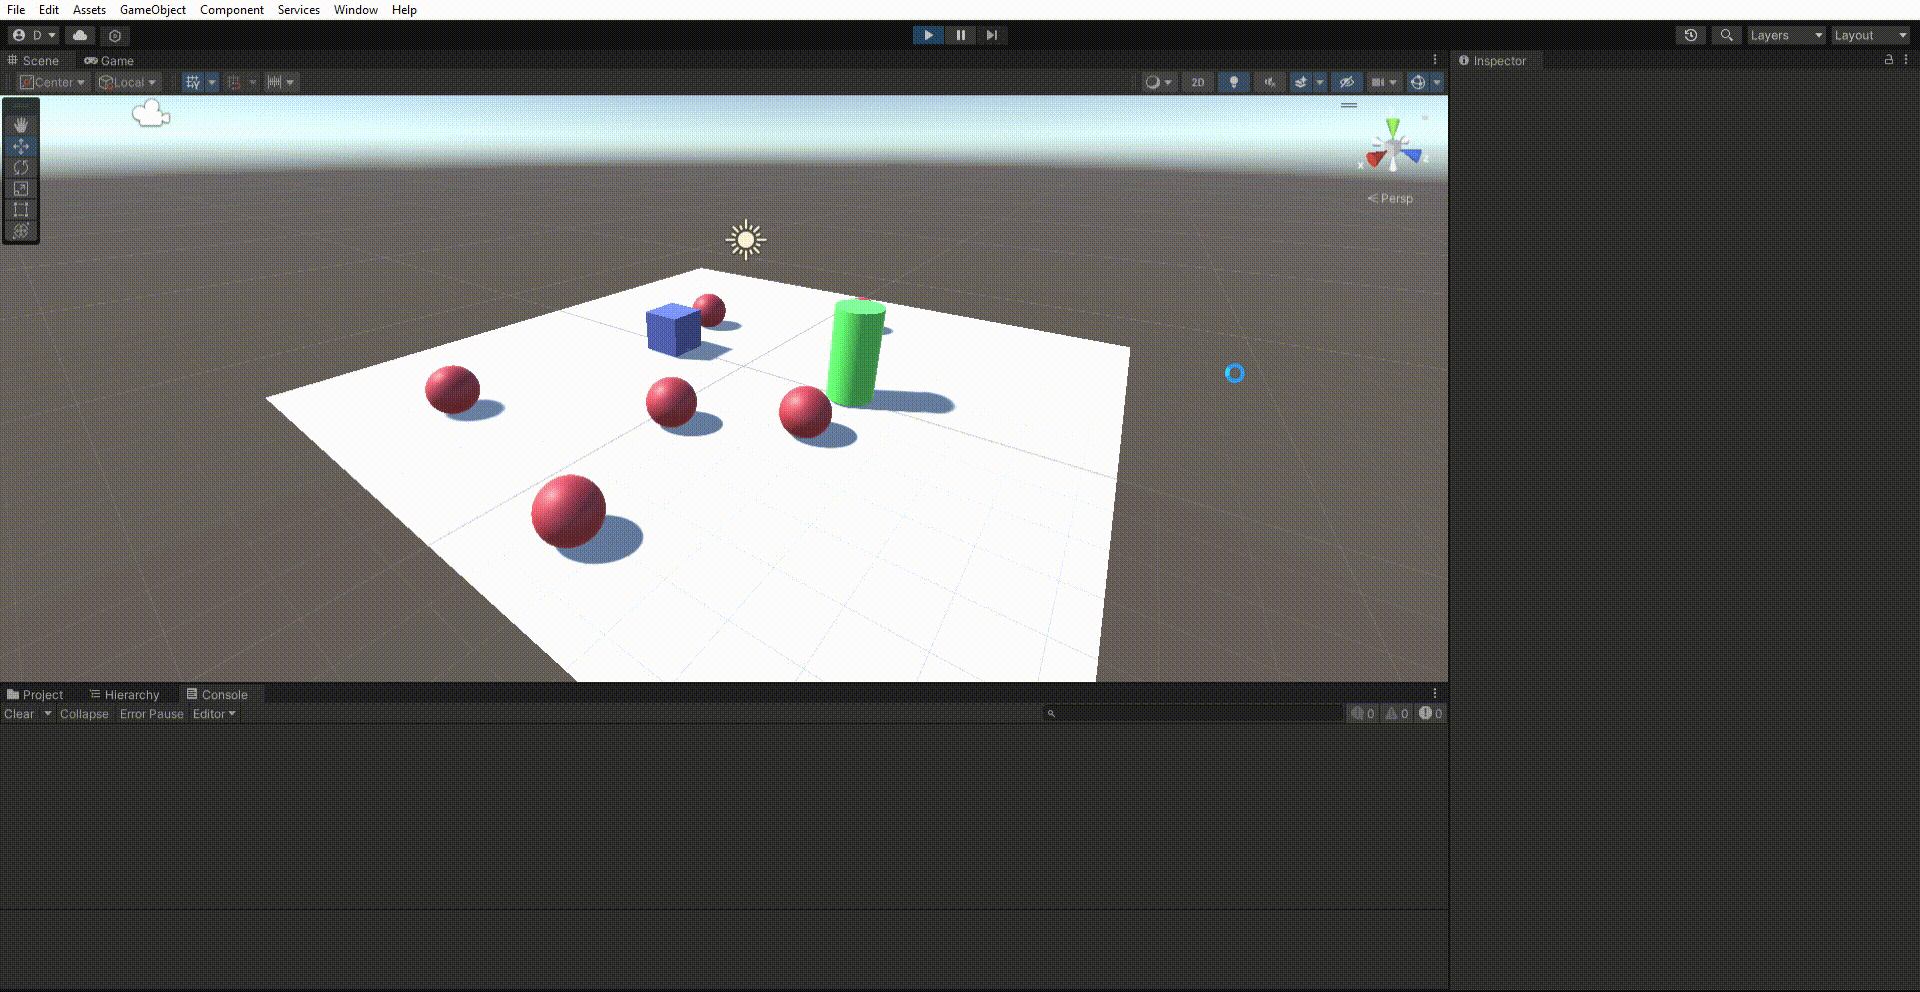 File Edit Assets GameObject Component Services Window Help
D Layers Layout
Scene Game Inspector
Center Local 2D
x z
Persp
Project Hierarchy Console
Clear Collapse Error Pause Editor 0 0 0